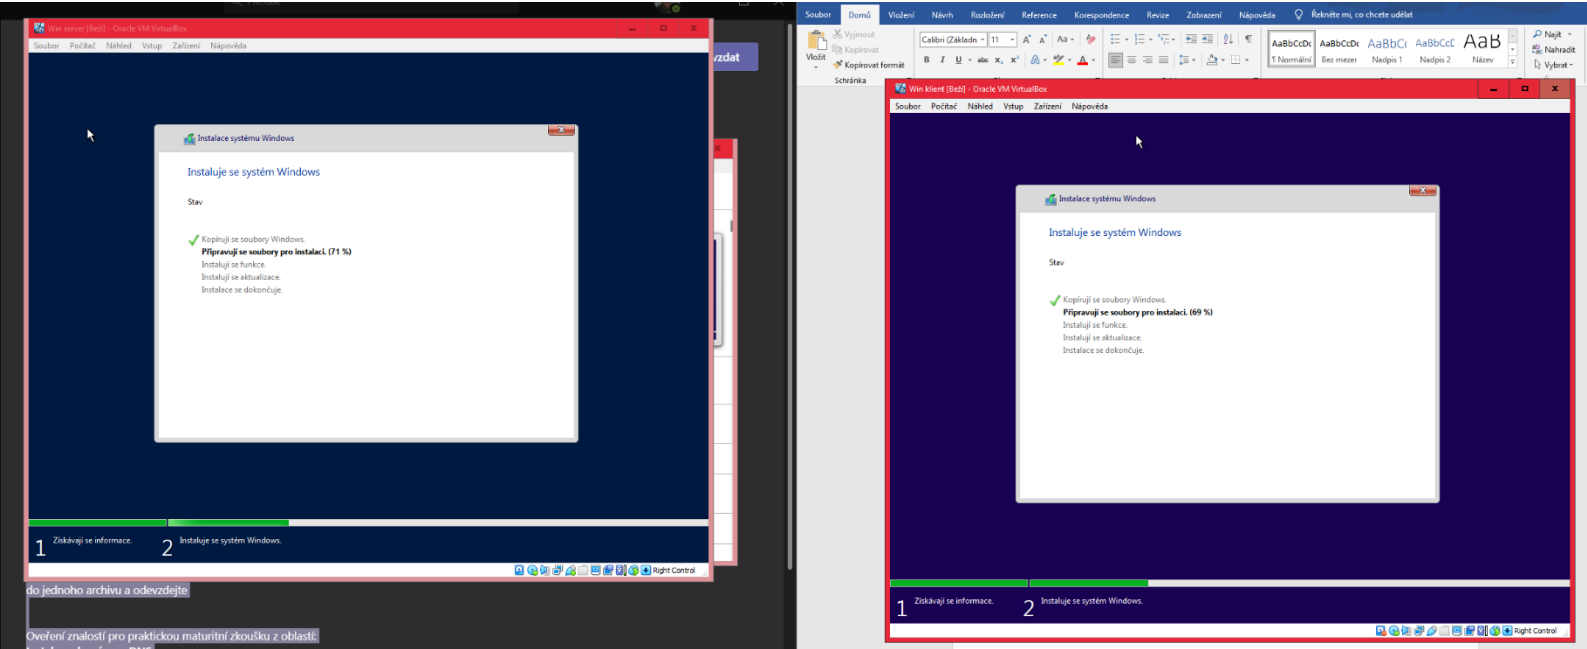 Win server [Beží] - Oracle VM VirtualBox
Soubor Počítač Náhled Vstup Zařízení Nápověda
vzdat
Instalace systému Windows
Instaluje se systém Windows
Stav
Kopírují se soubory Windows.
Připravují se soubory pro instalaci. (71 %)
Instalují se funkce.
Instalují se aktualizace.
Instalace se dokončuje.
1 Získávají se informace.
2 Instaluje se systém Windows.
Right Control
do jednoho archivu a odevzdejte
Oveření znalostí pro praktickou maturitní zkoušku z oblastí:
Soubor Domů Vložení Návrh Rozložení Reference Korespondence Revize Zobrazení Nápověda Řekněte mi, co chcete udělat
Vložit
Vyjmout
Kopírovat
Kopírovat formát
Schránka
Calibri (Základn 11
AaBbCcDc AaBbCcDc AaBbCc AaBbCcC AaB
¶ Normální Bez mezer Nadpis 1 Nadpis 2 Název
Najít
Nahradit
Vybrat
Win klient [Beží] - Oracle VM VirtualBox
Soubor Počítač Náhled Vstup Zařízení Nápověda
Instalace systému Windows
Instaluje se systém Windows
Stav
Kopírují se soubory Windows.
Připravují se soubory pro instalaci. (69 %)
Instalují se funkce.
Instalují se aktualizace.
Instalace se dokončuje.
1 Získávají se informace.
2 Instaluje se systém Windows.
Right Control